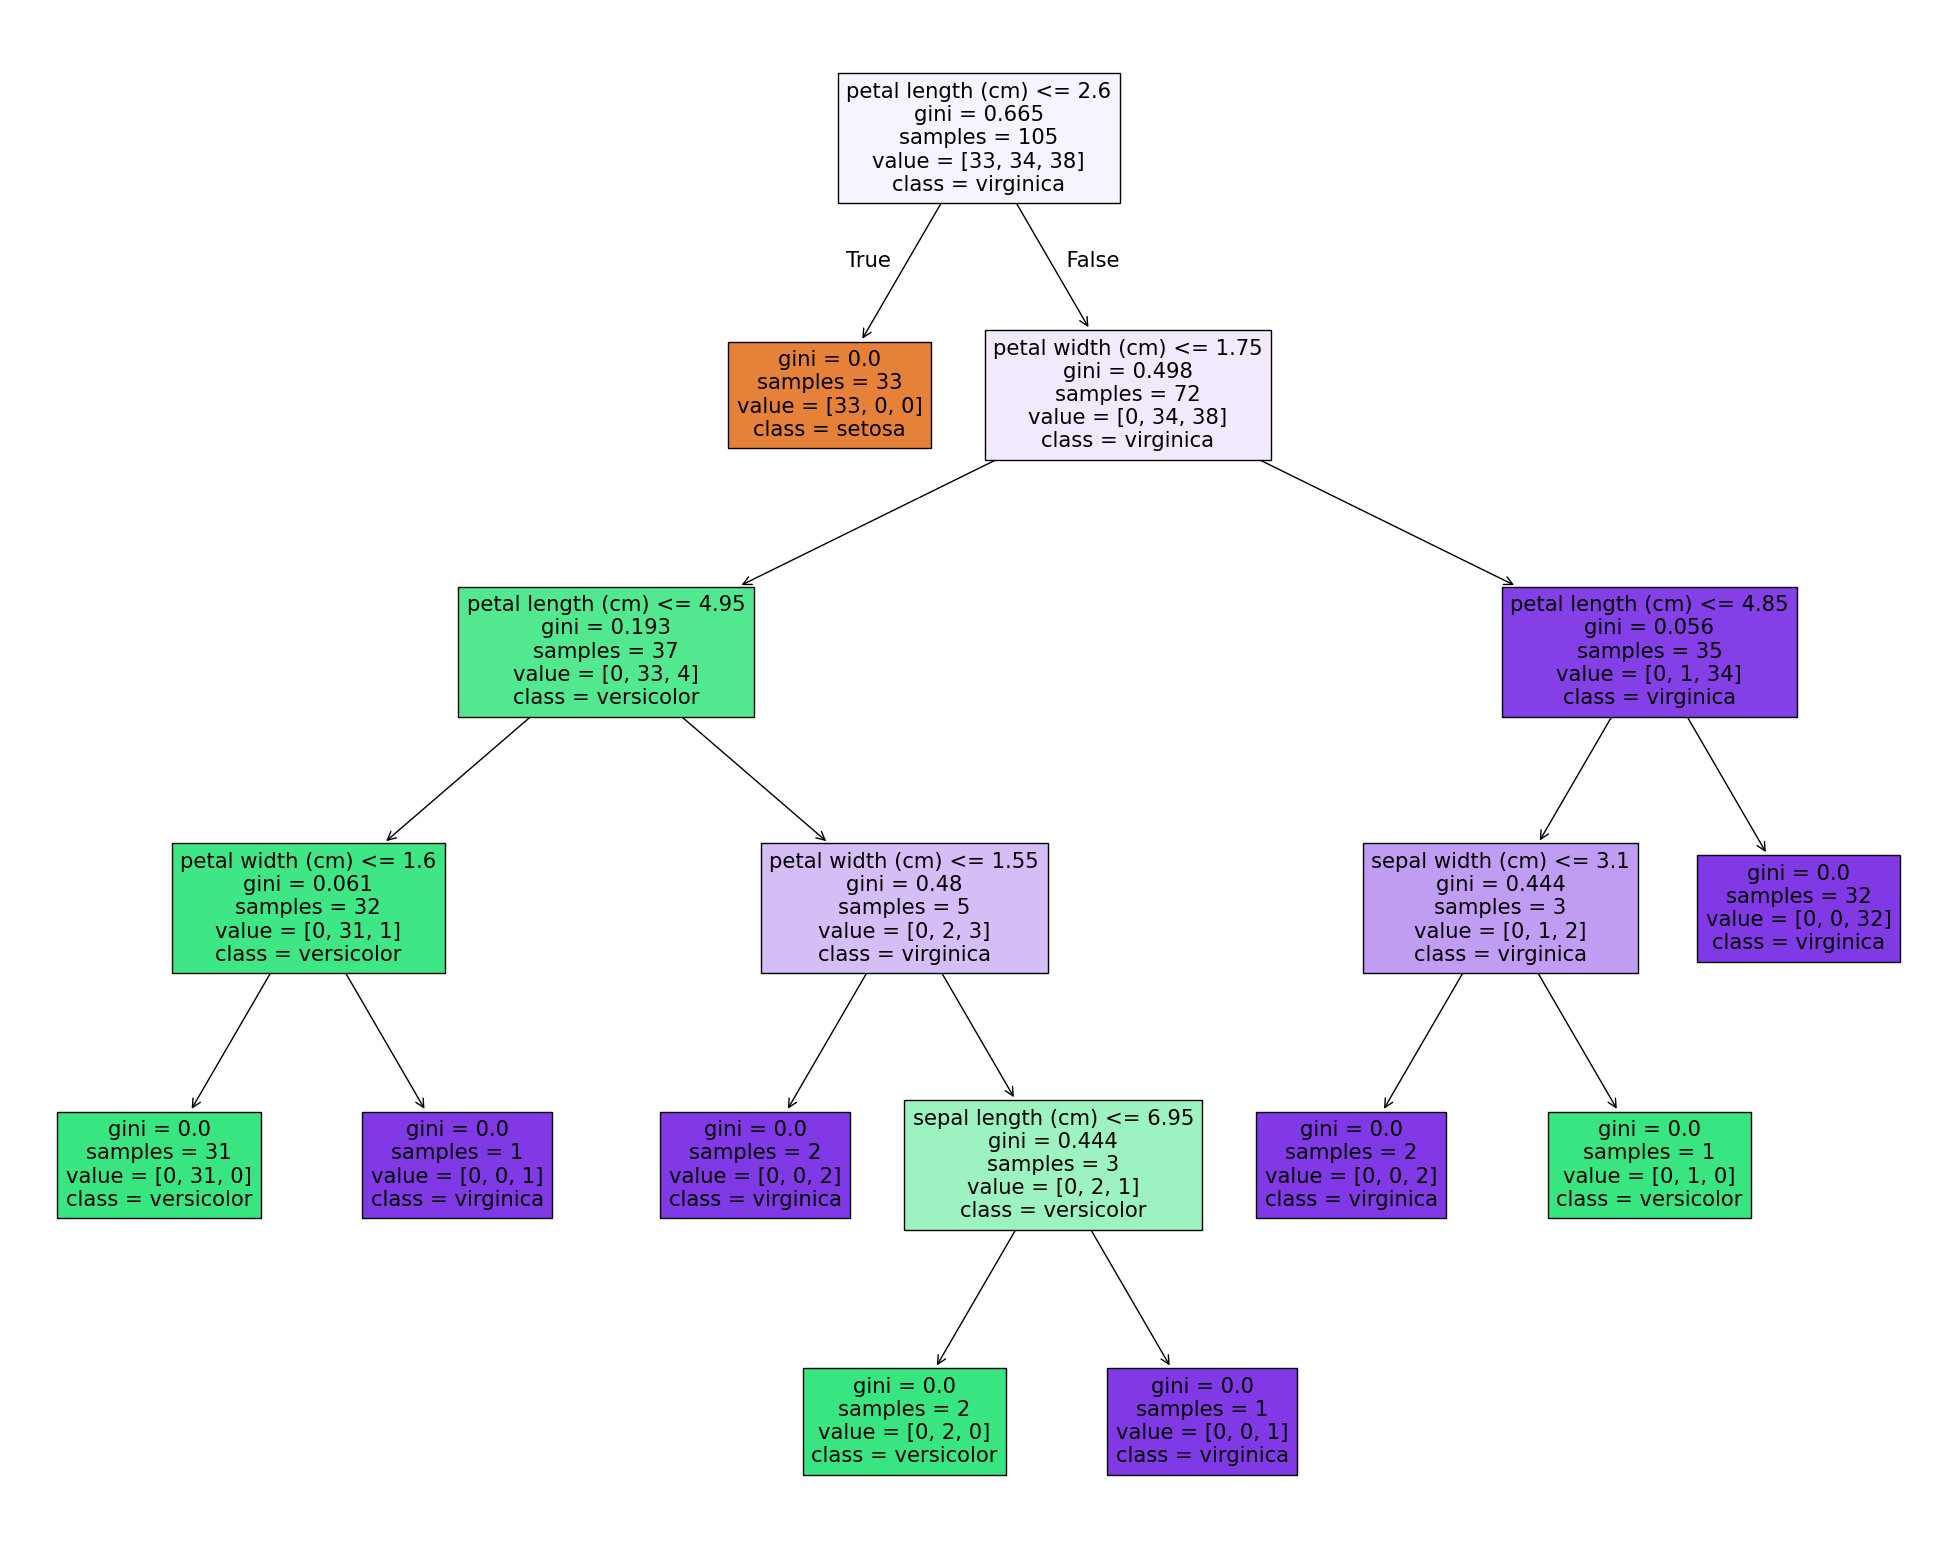 petal length (cm) <= 2.6
gini = 0.665
samples = 105
value = [33, 34, 38]
class = virginica
True
False
gini = 0.0
samples = 33
value = [33, 0, 0]
class = setosa
petal width (cm) <= 1.75
gini = 0.498
samples = 72
value = [0, 34, 38]
class = virginica
petal length (cm) <= 4.95
gini = 0.193
samples = 37
value = [0, 33, 4]
class = versicolor
petal length (cm) <= 4.85
gini = 0.056
samples = 35
value = [0, 1, 34]
class = virginica
petal width (cm) <= 1.6
gini = 0.061
samples = 32
value = [0, 31, 1]
class = versicolor
petal width (cm) <= 1.55
gini = 0.48
samples = 5
value = [0, 2, 3]
class = virginica
sepal width (cm) <= 3.1
gini = 0.444
samples = 3
value = [0, 1, 2]
class = virginica
gini = 0.0
samples = 32
value = [0, 0, 32]
class = virginica
gini = 0.0
samples = 31
value = [0, 31, 0]
class = versicolor
gini = 0.0
samples = 1
value = [0, 0, 1]
class = virginica
gini = 0.0
samples = 2
value = [0, 0, 2]
class = virginica
sepal length (cm) <= 6.95
gini = 0.444
samples = 3
value = [0, 2, 1]
class = versicolor
gini = 0.0
samples = 2
value = [0, 0, 2]
class = virginica
gini = 0.0
samples = 1
value = [0, 1, 0]
class = versicolor
gini = 0.0
samples = 2
value = [0, 2, 0]
class = versicolor
gini = 0.0
samples = 1
value = [0, 0, 1]
class = virginica